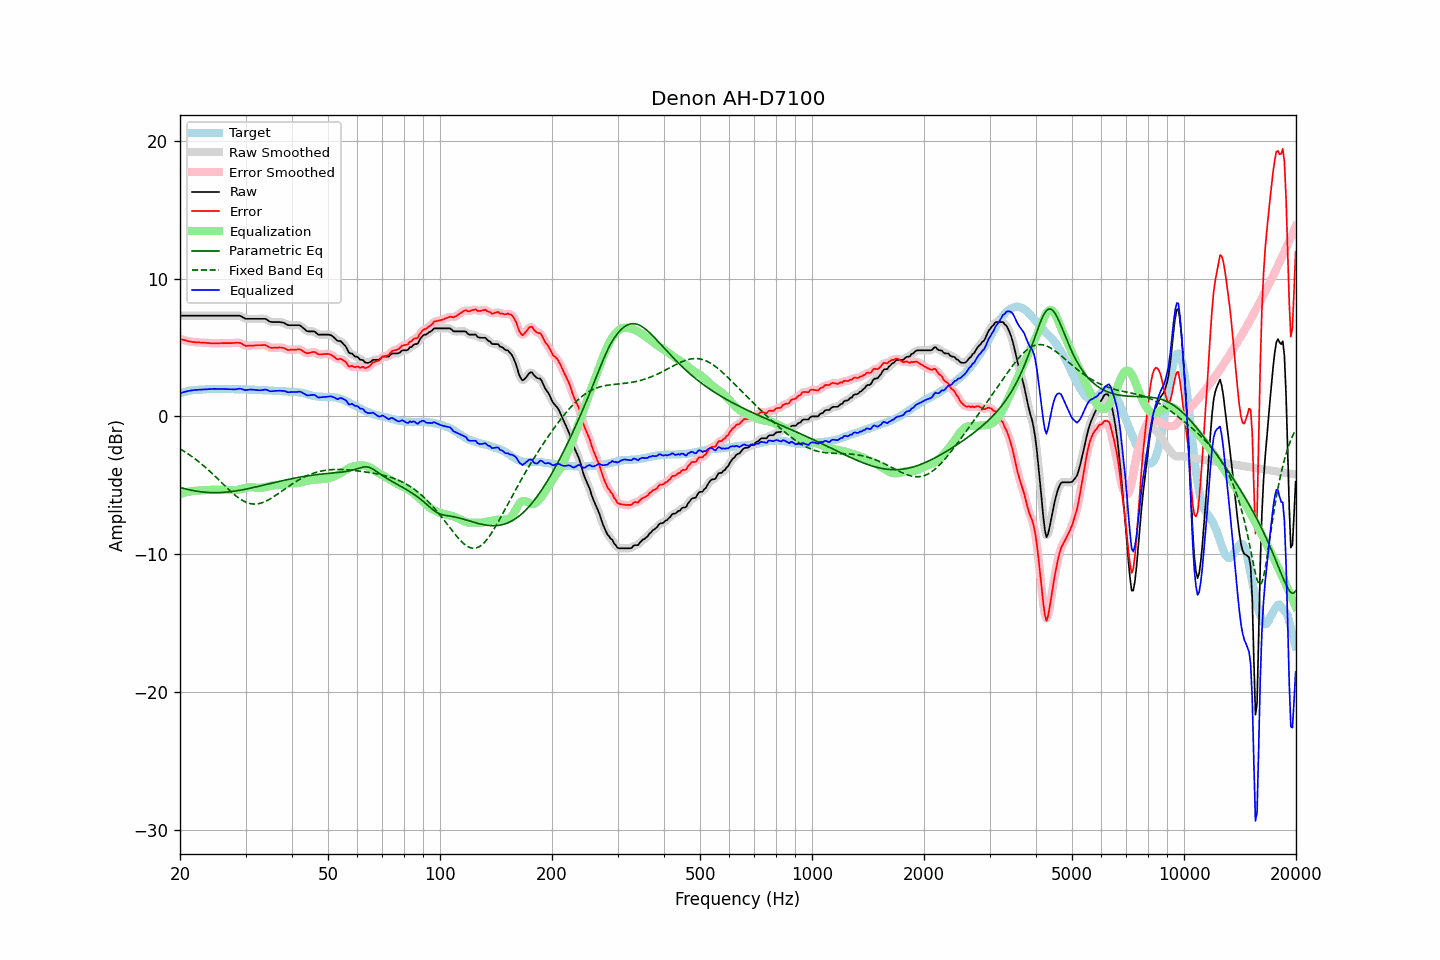 Denon AH-D7100
Target
Raw Smoothed
Error Smoothed
Raw
Error
Equalization
Parametric Eq
Fixed Band Eq
Equalized
20
10
0
−10
−20
−30
Amplitude (dBr)
20 50 100 200 500 1000 2000 5000 10000 20000
Frequency (Hz)